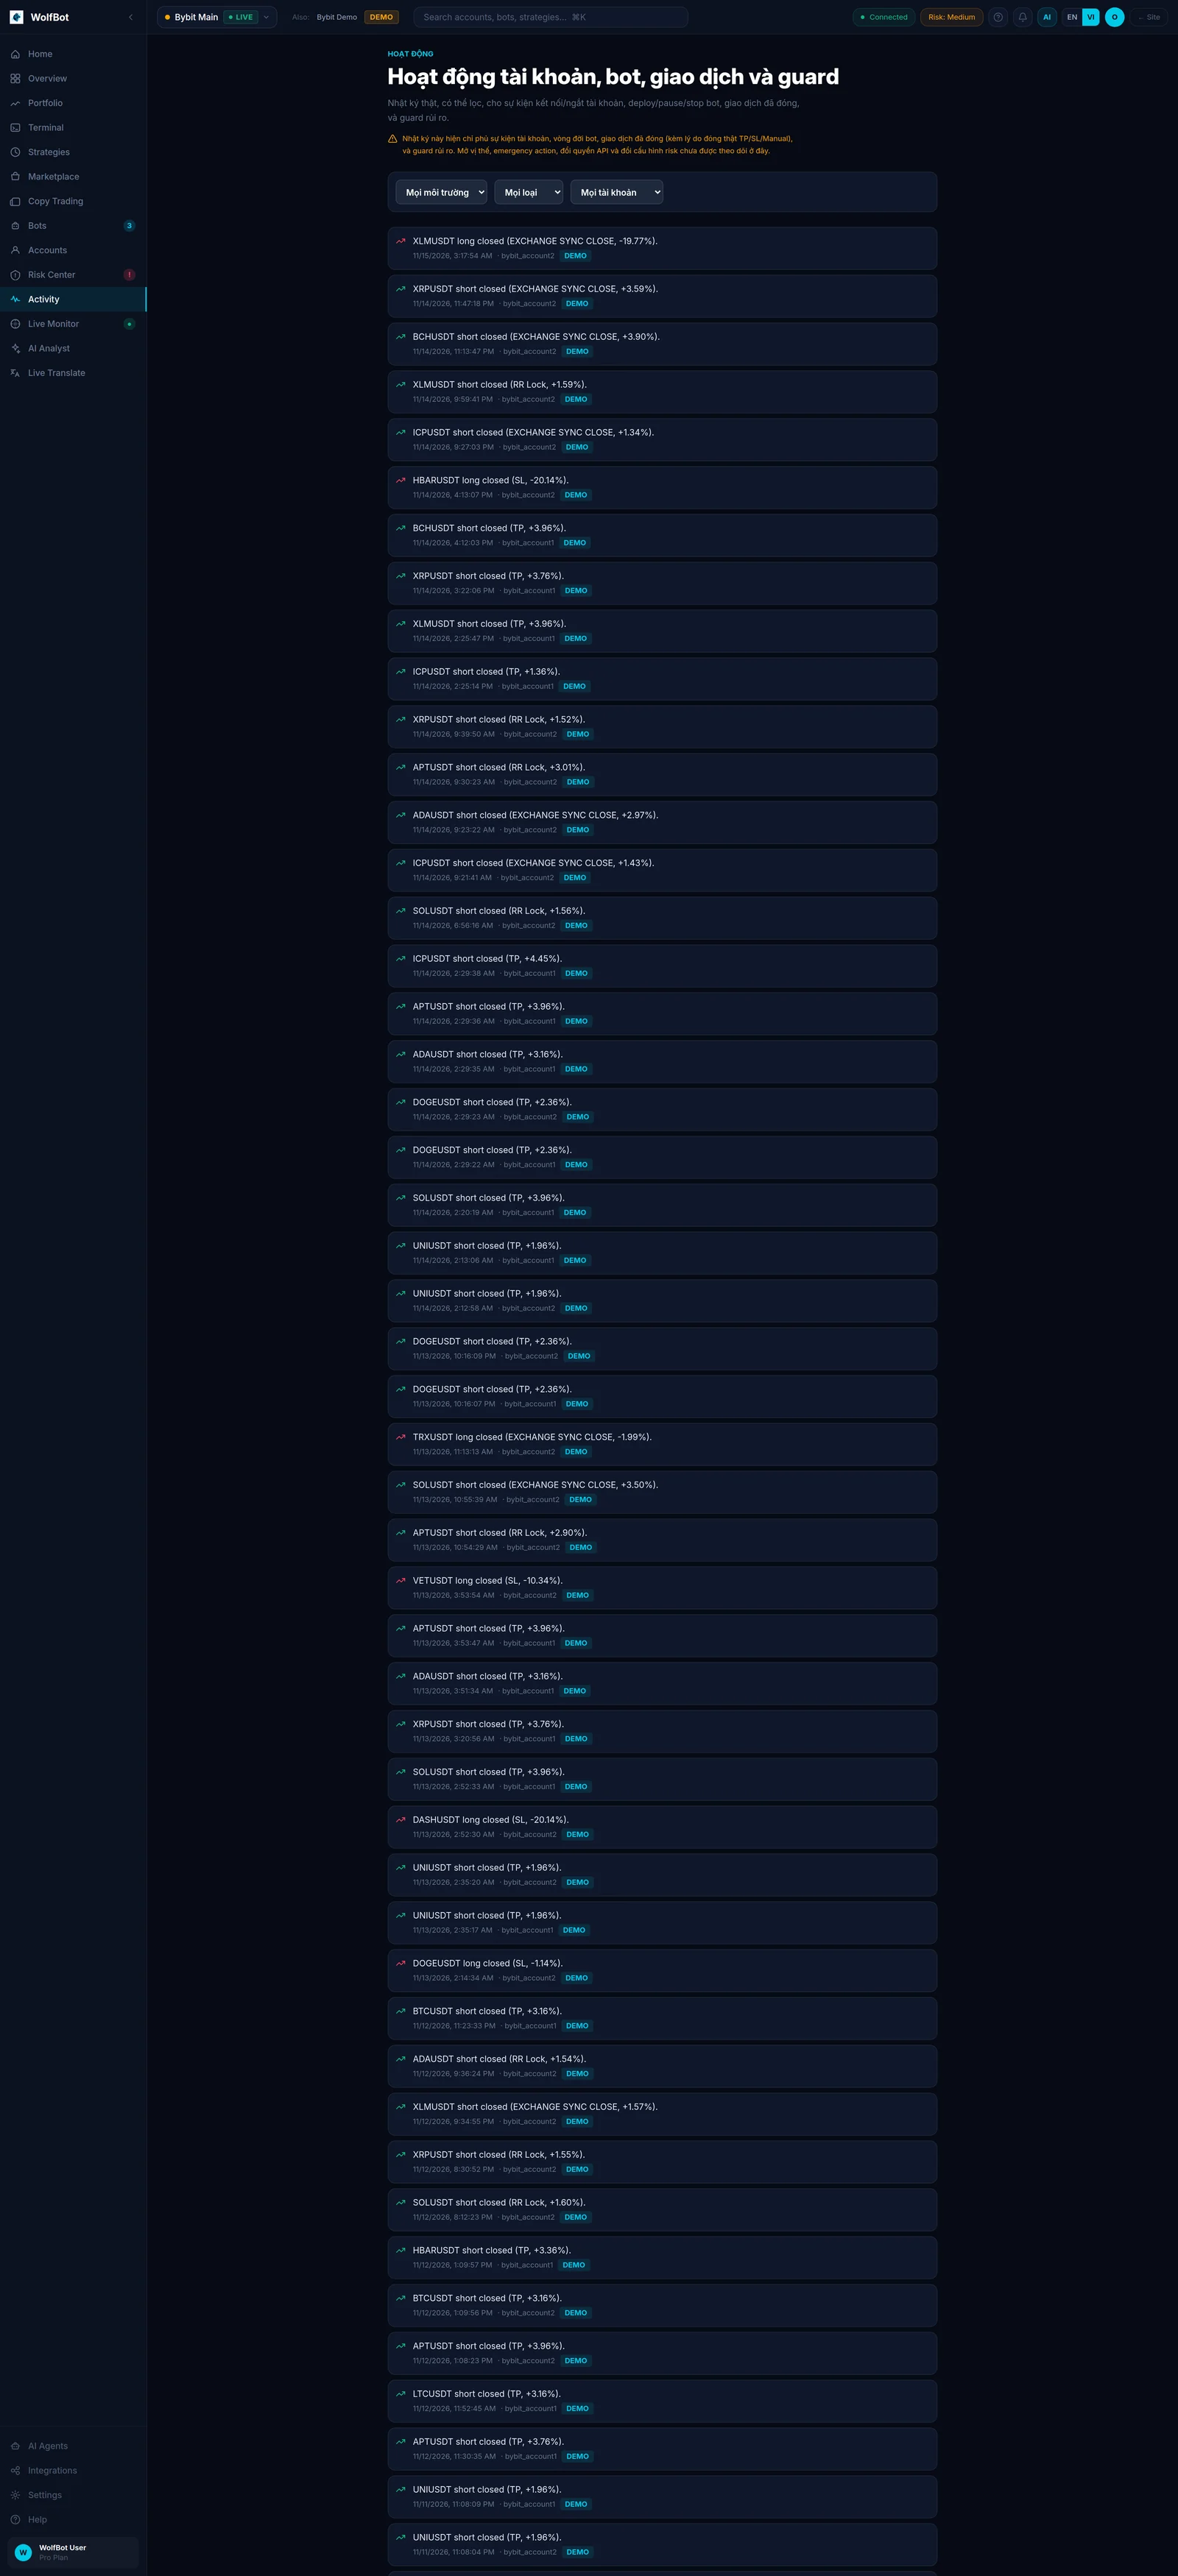 WolfBot
Bybit Main
LIVE
Also:
Bybit Demo
DEMO
Search accounts, bots, strategies... ⌘K
Connected
Risk: Medium
AI
EN
VI
O
← Site
Home
Overview
Portfolio
Terminal
Strategies
Marketplace
Copy Trading
Bots
3
Accounts
Risk Center
!
Activity
Live Monitor
AI Analyst
Live Translate
HOẠT ĐỘNG
Hoạt động tài khoản, bot, giao dịch và guard
Nhật ký thật, có thể lọc, cho sự kiện kết nối/ngắt tài khoản, deploy/pause/stop bot, giao dịch đã đóng,
và guard rủi ro.
Nhật ký này hiện chỉ phủ sự kiện tài khoản, vòng đời bot, giao dịch đã đóng (kèm lý do đóng thật TP/SL/Manual),
và guard rủi ro. Mở vị thế, emergency action, đổi quyền API và đổi cấu hình risk chưa được theo dõi ở đây.
Mọi môi trường
Mọi loại
Mọi tài khoản
XLMUSDT long closed (EXCHANGE SYNC CLOSE, -19.77%).
11/15/2026, 3:17:54 AM · bybit_account2 DEMO
XRPUSDT short closed (EXCHANGE SYNC CLOSE, +3.59%).
11/14/2026, 11:47:18 PM · bybit_account2 DEMO
BCHUSDT short closed (EXCHANGE SYNC CLOSE, +3.90%).
11/14/2026, 11:13:47 PM · bybit_account2 DEMO
XLMUSDT short closed (RR Lock, +1.59%).
11/14/2026, 9:59:41 PM · bybit_account2 DEMO
ICPUSDT short closed (EXCHANGE SYNC CLOSE, +1.34%).
11/14/2026, 9:27:03 PM · bybit_account2 DEMO
HBARUSDT long closed (SL, -20.14%).
11/14/2026, 4:13:07 PM · bybit_account2 DEMO
BCHUSDT short closed (TP, +3.96%).
11/14/2026, 4:12:03 PM · bybit_account1 DEMO
XRPUSDT short closed (TP, +3.76%).
11/14/2026, 3:22:06 PM · bybit_account1 DEMO
XLMUSDT short closed (TP, +3.96%).
11/14/2026, 2:25:47 PM · bybit_account1 DEMO
ICPUSDT short closed (TP, +1.36%).
11/14/2026, 2:25:14 PM · bybit_account1 DEMO
XRPUSDT short closed (RR Lock, +1.52%).
11/14/2026, 9:39:50 AM · bybit_account2 DEMO
APTUSDT short closed (RR Lock, +3.01%).
11/14/2026, 9:30:23 AM · bybit_account2 DEMO
ADAUSDT short closed (EXCHANGE SYNC CLOSE, +2.97%).
11/14/2026, 9:23:22 AM · bybit_account2 DEMO
ICPUSDT short closed (EXCHANGE SYNC CLOSE, +1.43%).
11/14/2026, 9:21:41 AM · bybit_account2 DEMO
SOLUSDT short closed (RR Lock, +1.56%).
11/14/2026, 6:56:16 AM · bybit_account2 DEMO
ICPUSDT short closed (TP, +4.45%).
11/14/2026, 2:29:38 AM · bybit_account1 DEMO
APTUSDT short closed (TP, +3.96%).
11/14/2026, 2:29:36 AM · bybit_account1 DEMO
ADAUSDT short closed (TP, +3.16%).
11/14/2026, 2:29:35 AM · bybit_account1 DEMO
DOGEUSDT short closed (TP, +2.36%).
11/14/2026, 2:29:23 AM · bybit_account2 DEMO
DOGEUSDT short closed (TP, +2.36%).
11/14/2026, 2:29:22 AM · bybit_account1 DEMO
SOLUSDT short closed (TP, +3.96%).
11/14/2026, 2:20:19 AM · bybit_account1 DEMO
UNIUSDT short closed (TP, +1.96%).
11/14/2026, 2:13:06 AM · bybit_account1 DEMO
UNIUSDT short closed (TP, +1.96%).
11/14/2026, 2:12:58 AM · bybit_account2 DEMO
DOGEUSDT short closed (TP, +2.36%).
11/13/2026, 10:16:09 PM · bybit_account2 DEMO
DOGEUSDT short closed (TP, +2.36%).
11/13/2026, 10:16:07 PM · bybit_account1 DEMO
TRXUSDT long closed (EXCHANGE SYNC CLOSE, -1.99%).
11/13/2026, 11:13:13 AM · bybit_account2 DEMO
SOLUSDT short closed (EXCHANGE SYNC CLOSE, +3.50%).
11/13/2026, 10:55:39 AM · bybit_account2 DEMO
APTUSDT short closed (RR Lock, +2.90%).
11/13/2026, 10:54:29 AM · bybit_account2 DEMO
VETUSDT long closed (SL, -10.34%).
11/13/2026, 3:53:54 AM · bybit_account2 DEMO
APTUSDT short closed (TP, +3.96%).
11/13/2026, 3:53:47 AM · bybit_account1 DEMO
ADAUSDT short closed (TP, +3.16%).
11/13/2026, 3:51:34 AM · bybit_account1 DEMO
XRPUSDT short closed (TP, +3.76%).
11/13/2026, 3:20:56 AM · bybit_account1 DEMO
SOLUSDT short closed (TP, +3.96%).
11/13/2026, 2:52:33 AM · bybit_account1 DEMO
DASHUSDT long closed (SL, -20.14%).
11/13/2026, 2:52:30 AM · bybit_account2 DEMO
UNIUSDT short closed (TP, +1.96%).
11/13/2026, 2:35:20 AM · bybit_account2 DEMO
UNIUSDT short closed (TP, +1.96%).
11/13/2026, 2:35:17 AM · bybit_account1 DEMO
DOGEUSDT long closed (SL, -1.14%).
11/13/2026, 2:14:34 AM · bybit_account2 DEMO
BTCUSDT short closed (TP, +3.16%).
11/12/2026, 11:23:33 PM · bybit_account1 DEMO
ADAUSDT short closed (RR Lock, +1.54%).
11/12/2026, 9:36:24 PM · bybit_account2 DEMO
XLMUSDT short closed (EXCHANGE SYNC CLOSE, +1.57%).
11/12/2026, 9:34:55 PM · bybit_account2 DEMO
XRPUSDT short closed (RR Lock, +1.55%).
11/12/2026, 8:30:52 PM · bybit_account2 DEMO
SOLUSDT short closed (RR Lock, +1.60%).
11/12/2026, 8:12:23 PM · bybit_account2 DEMO
HBARUSDT short closed (TP, +3.36%).
11/12/2026, 1:09:57 PM · bybit_account1 DEMO
BTCUSDT short closed (TP, +3.16%).
11/12/2026, 1:09:56 PM · bybit_account2 DEMO
APTUSDT short closed (TP, +3.96%).
11/12/2026, 1:08:23 PM · bybit_account2 DEMO
LTCUSDT short closed (TP, +3.16%).
11/12/2026, 11:52:45 AM · bybit_account1 DEMO
APTUSDT short closed (TP, +3.76%).
11/12/2026, 11:30:35 AM · bybit_account1 DEMO
UNIUSDT short closed (TP, +1.96%).
11/11/2026, 11:08:09 PM · bybit_account1 DEMO
UNIUSDT short closed (TP, +1.96%).
11/11/2026, 11:08:04 PM · bybit_account2 DEMO
AI Agents
Integrations
Settings
Help
W
WolfBot User
Pro Plan